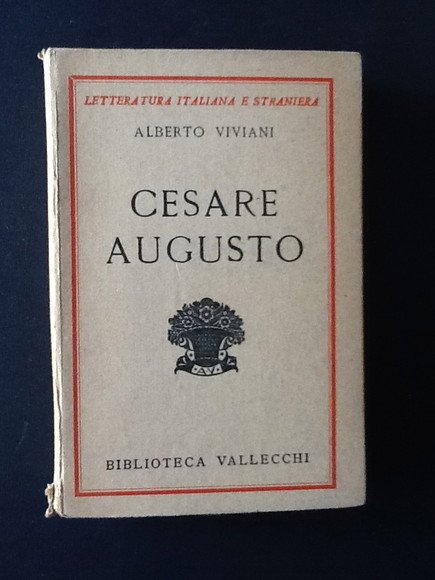 LETTERATURA ITALIANA E STRANIERA
ALBERTO VIVIANI
CESARE
AUGUSTO
·A·V·
BIBLIOTECA VALLECCHI